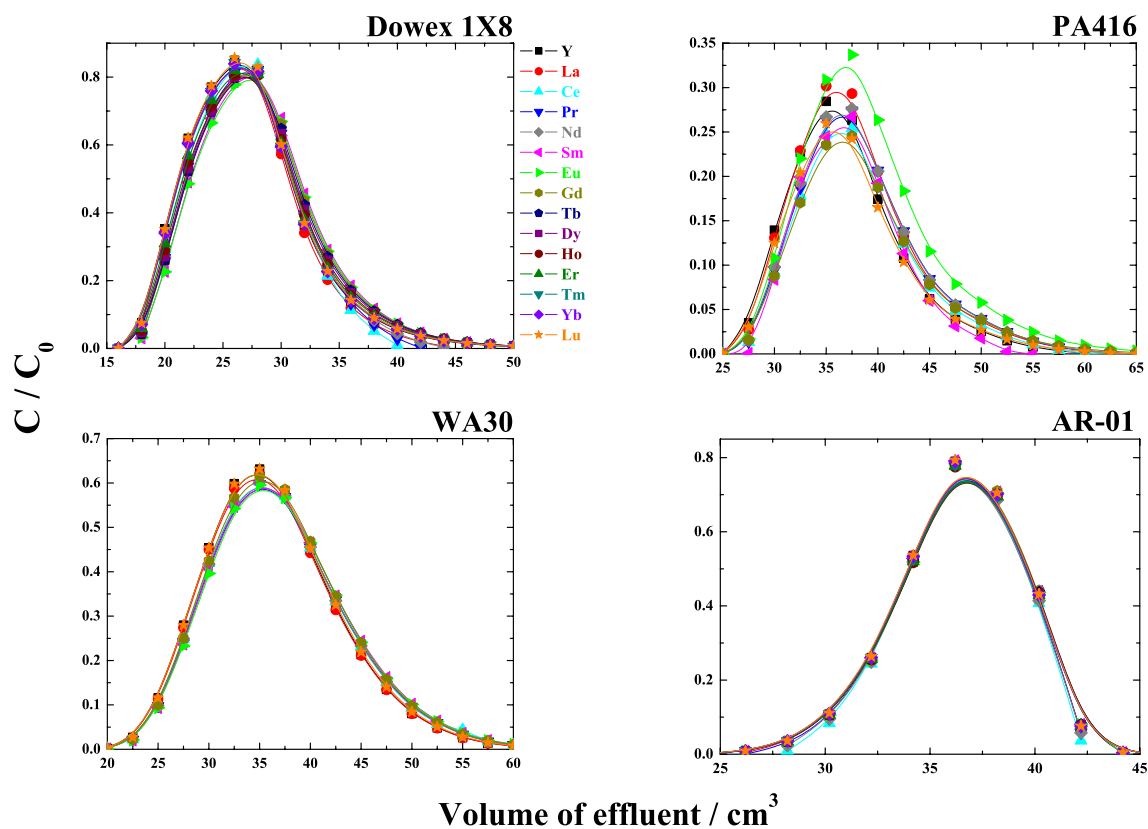 Dowex 1X8
PA416
0.0
0.2
0.4
0.6
0.8
15
20
25
30
35
40
45
50
Y
La
Ce
Pr
Nd
Sm
Eu
Gd
Tb
Dy
Ho
Er
Tm
Yb
Lu
0.35
0.30
0.25
0.20
0.15
0.10
0.05
0.00
25
30
35
40
45
50
55
60
65
C / C0
WA30
AR-01
0.7
0.6
0.5
0.4
0.3
0.2
0.1
0.0
20
25
30
35
40
45
50
55
60
0.8
0.6
0.4
0.2
0.0
25
30
35
40
45
Volume of effluent / cm³